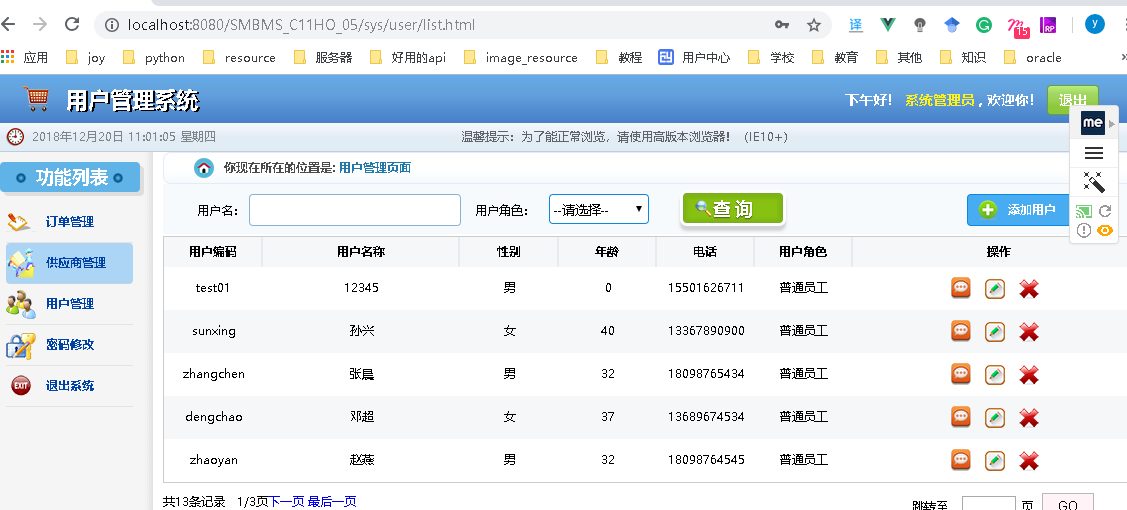 localhost:8080/SMBMS_C11HO_05/sys/user/list.html
译 15 RP y
应用 joy python resource 服务器 好用的api image_resource 教程 用户中心 学校 教育 其他 知识 oracle
用户管理系统 下午好！ 系统管理员，欢迎你！ 退出
2018年12月20日 11:01:05 星期四 温馨提示：为了能正常浏览，请使用高版本浏览器！（IE10+）
me
功能列表
订单管理
供应商管理
用户管理
密码修改
EXIT 退出系统
你现在所在的位置是: 用户管理页面
用户名： 用户角色： --请选择-- 查 询 添加用户
用户编码 用户名称 性别 年龄 电话 用户角色 操作
test01 12345 男 0 15501626711 普通员工
sunxing 孙兴 女 40 13367890900 普通员工
zhangchen 张晨 男 32 18098765434 普通员工
dengchao 邓超 女 37 13689674534 普通员工
zhaoyan 赵燕 男 32 18098764545 普通员工
共13条记录 1/3页下一页 最后一页 跳转至 页 GO